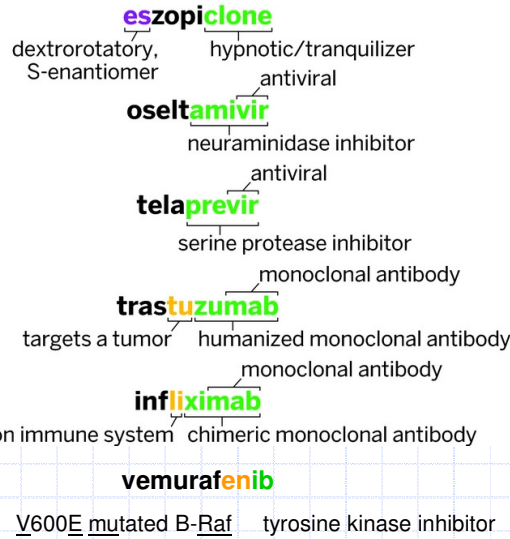 eszopiclone
dextrorotatory, hypnotic/tranquilizer
S-enantiomer
antiviral
oseltamivir
neuraminidase inhibitor
antiviral
telaprevir
serine protease inhibitor
monoclonal antibody
trastuzumab
targets a tumor humanized monoclonal antibody
monoclonal antibody
infliximab
on immune system chimeric monoclonal antibody
vemurafenib
V600E mutated B-Raf tyrosine kinase inhibitor